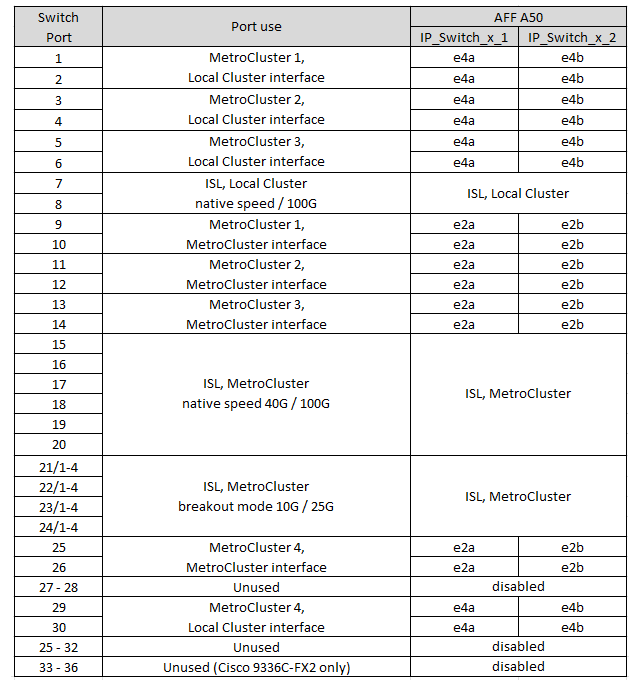 Switch Port | Port use | AFF A50
IP_Switch_x_1 | IP_Switch_x_2
1 | MetroCluster 1, | e4a | e4b
2 | Local Cluster interface | e4a | e4b
3 | MetroCluster 2, | e4a | e4b
4 | Local Cluster interface | e4a | e4b
5 | MetroCluster 3, | e4a | e4b
6 | Local Cluster interface | e4a | e4b
7 | ISL, Local Cluster | ISL, Local Cluster
8 | native speed / 100G
9 | MetroCluster 1, | e2a | e2b
10 | MetroCluster interface | e2a | e2b
11 | MetroCluster 2, | e2a | e2b
12 | MetroCluster interface | e2a | e2b
13 | MetroCluster 3, | e2a | e2b
14 | MetroCluster interface | e2a | e2b
15
16
17 | ISL, MetroCluster | ISL, MetroCluster
18 | native speed 40G / 100G
19
20
21/1-4
22/1-4 | ISL, MetroCluster | ISL, MetroCluster
23/1-4 | breakout mode 10G / 25G
24/1-4
25 | MetroCluster 4, | e2a | e2b
26 | MetroCluster interface | e2a | e2b
27 - 28 | Unused | disabled
29 | MetroCluster 4, | e4a | e4b
30 | Local Cluster interface | e4a | e4b
25 - 32 | Unused | disabled
33 - 36 | Unused (Cisco 9336C-FX2 only) | disabled